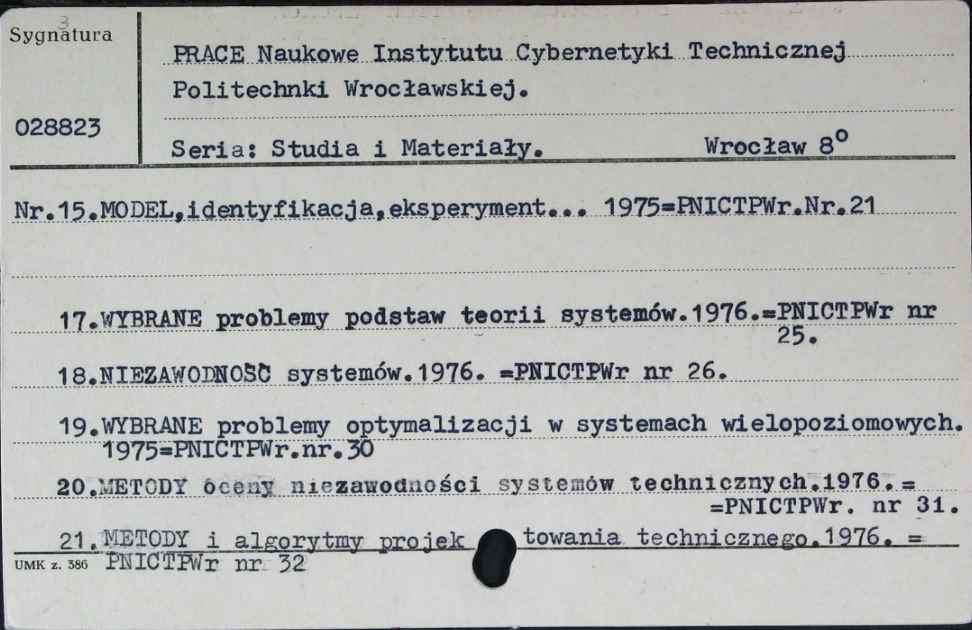 3
Sygnatura
PRACE Naukowe Instytutu Cybernetyki Technicznej
Politechnki Wrocławskiej.
028823
Seria: Studia i Materiały. Wrocław 8º
Nr.15.MODEL,identyfikacja,eksperyment... 1975=PNICTPWr.Nr.21
17.WYBRANE problemy podstaw teorii systemów.1976.=PNICTPWr nr
25.
18.NIEZAWODNOŚĆ systemów.1976. =PNICTPWr nr 26.
19.WYBRANE problemy optymalizacji w systemach wielopoziomowych.
1975=PNICTPWr.nr.30
20.METODY oceny niezawodności systemów technicznych.1976.=
=PNICTPWr. nr 31.
21.METODY i algorytmy projek towania technicznego.1976. =
UMK z. 386 PNICTPWr nr 32